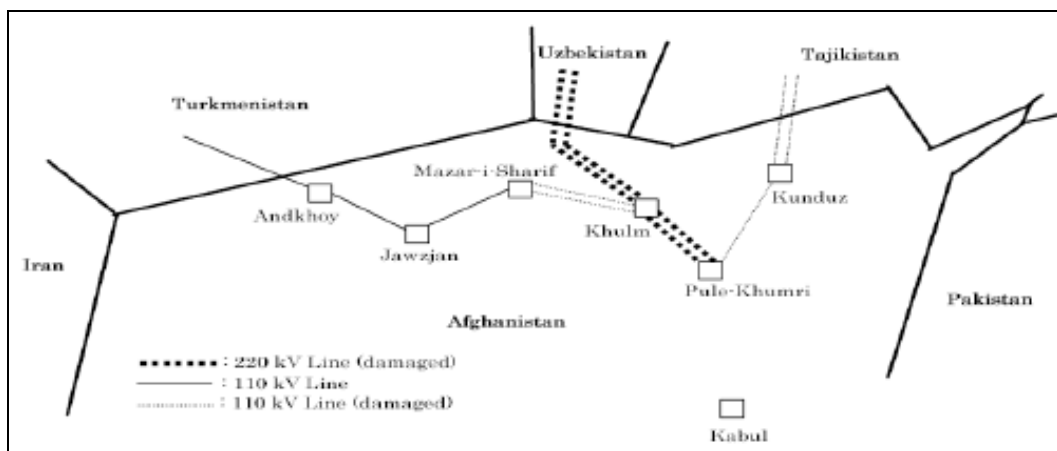 Uzbekistan
Tajikistan
Turkmenistan
Mazar-i-Sharif
Kunduz
Andkhoy
Khulm
Jawzjan
Iran
Pule-Khumri
Pakistan
Afghanistan
: 220 kV Line (damaged)
: 110 kV Line
: 110 kV Line (damaged)
Kabul